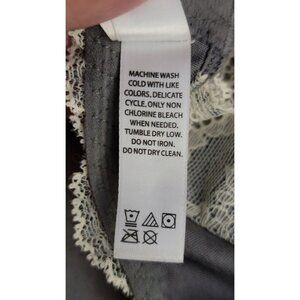 MACHINE WASH
COLD WITH LIKE
COLORS, DELICATE
CYCLE, ONLY NON
CHLORINE BLEACH
WHEN NEEDED.
TUMBLE DRY LOW.
DO NOT IRON.
DO NOT DRY CLEAN.